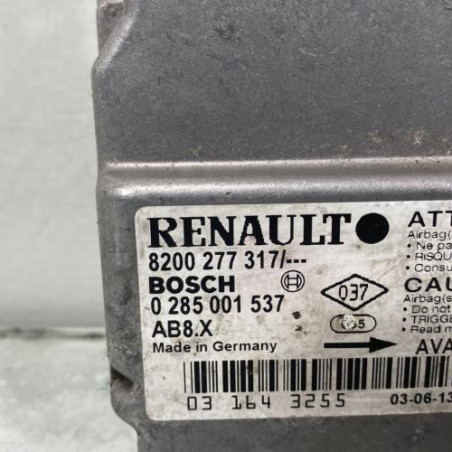 RENAULT
8200 277 317/---
BOSCH
0 285 001 537
AB8.X
Made in Germany
037
03 164 3255
ATT
Airbag(
• Ne pa
• RISQU
• Consu
CAU
Airbag(s
• Do not
• TRIGGE
• Read m
AVA
03-06-13